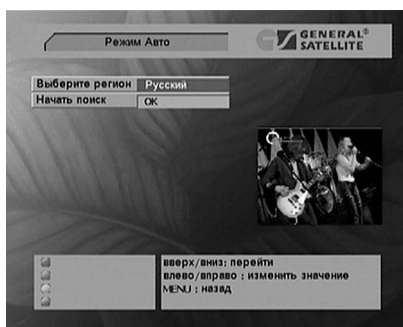 Режим Авто
GENERAL®
SATELLITE
Выберите регион Русский
Начать поиск OK
вверх/вниз: перейти
влево/вправо : изменить значение
MENU : назад